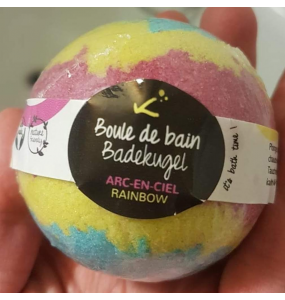 Boule de bain
Badekugel
ARC-EN-CIEL
RAINBOW
it's bath time!